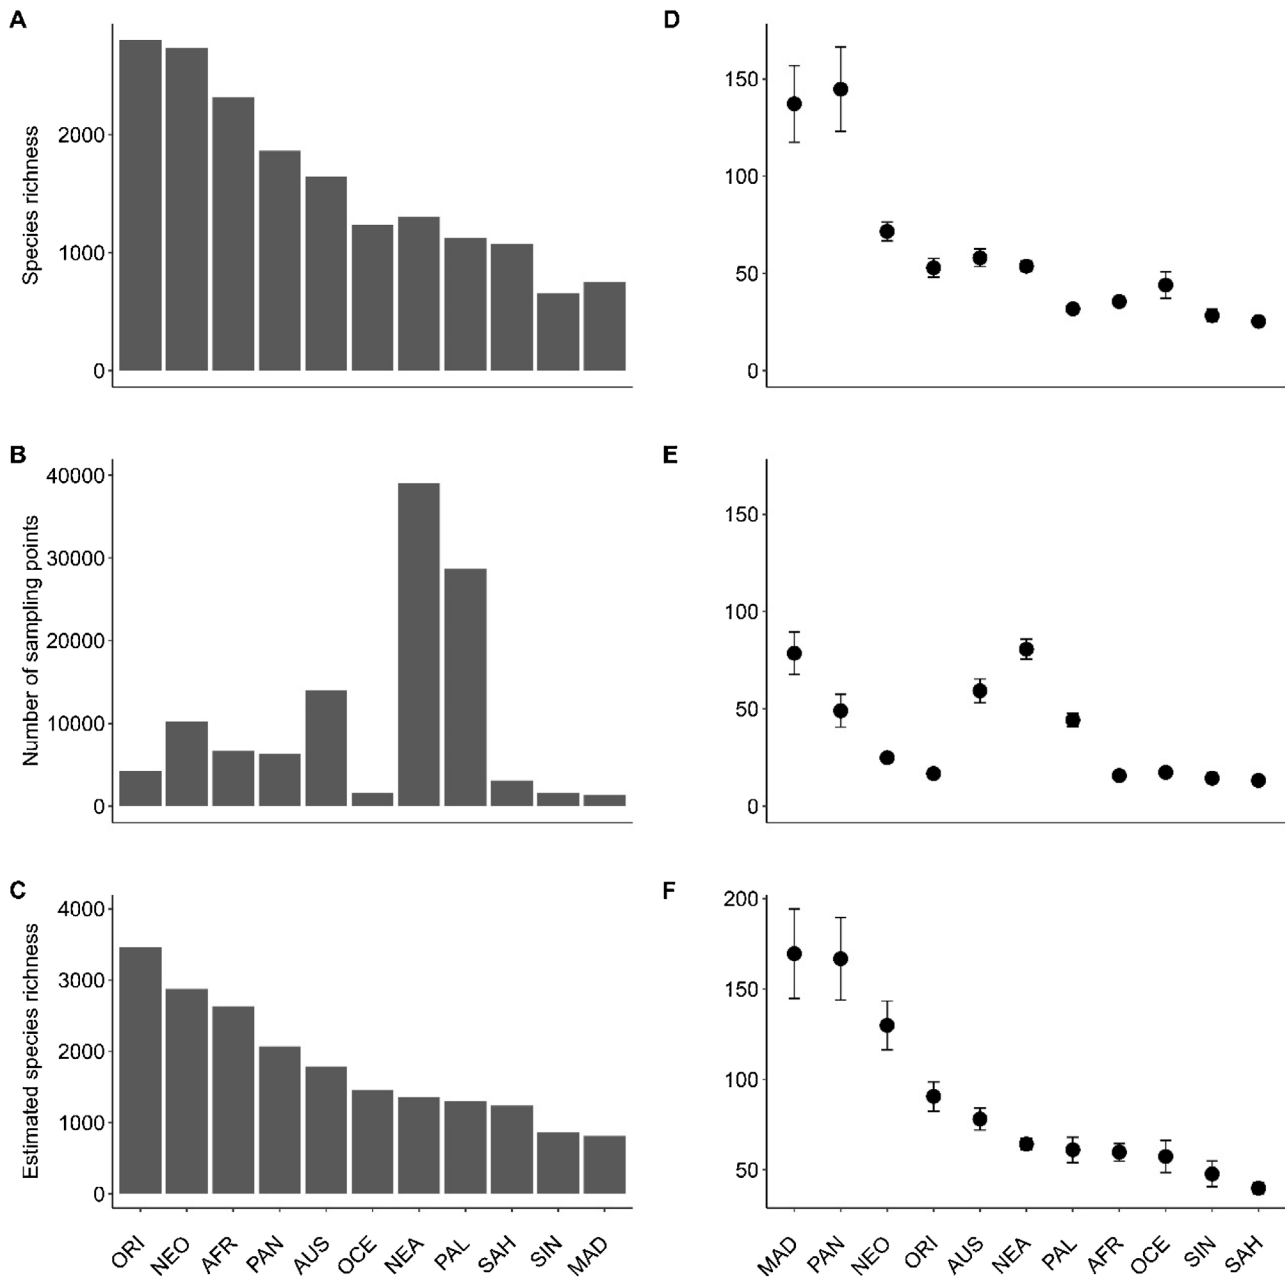 A
Species richness
2000
1000
0
D
150
100
50
0
B
Number of sampling points
40000
30000
20000
10000
0
E
150
100
50
0
C
Estimated species richness
4000
3000
2000
1000
0
ORI NEO AFR PAN AUS OCE NEA PAL SAH SIN MAD
F
200
150
100
50
MAD PAN NEO ORI AUS NEA PAL AFR OCE SIN SAH